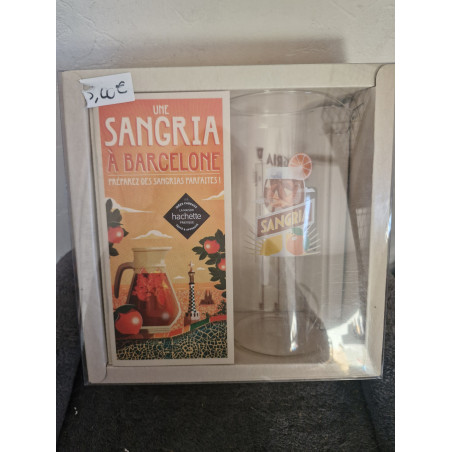 5,00€
UNE
SANGRIA
À BARCELONE
PRÉPAREZ DES SANGRIAS PARFAITES !
hachette
SANGRIA